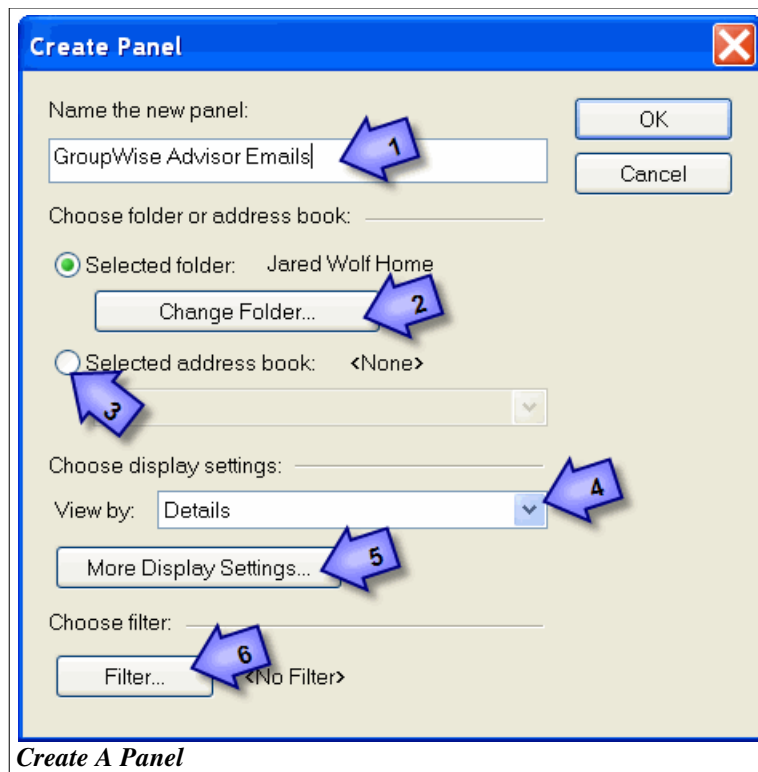 Create Panel
Name the new panel:
OK
GroupWise Advisor Emails
1
Cancel
Choose folder or address book:
Selected folder: Jared Wolf Home
Change Folder...
2
Selected address book: <None>
3
Choose display settings:
4
View by: Details
More Display Settings...
5
Choose filter:
6
Filter... <No Filter>
Create A Panel